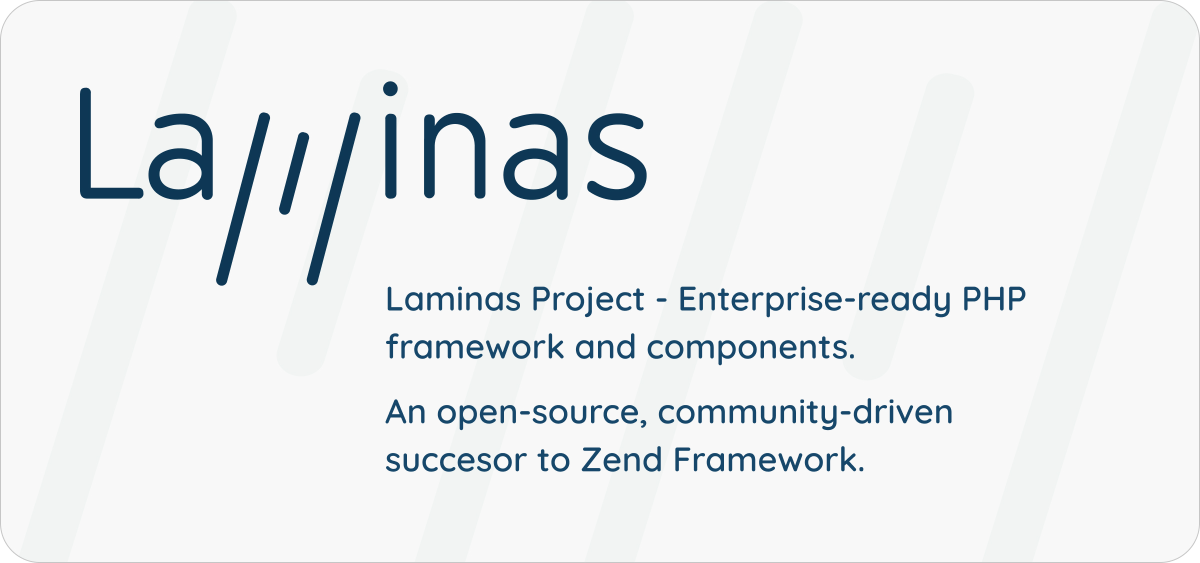 Laminas
Laminas Project - Enterprise-ready PHP
framework and components.
An open-source, community-driven
succesor to Zend Framework.